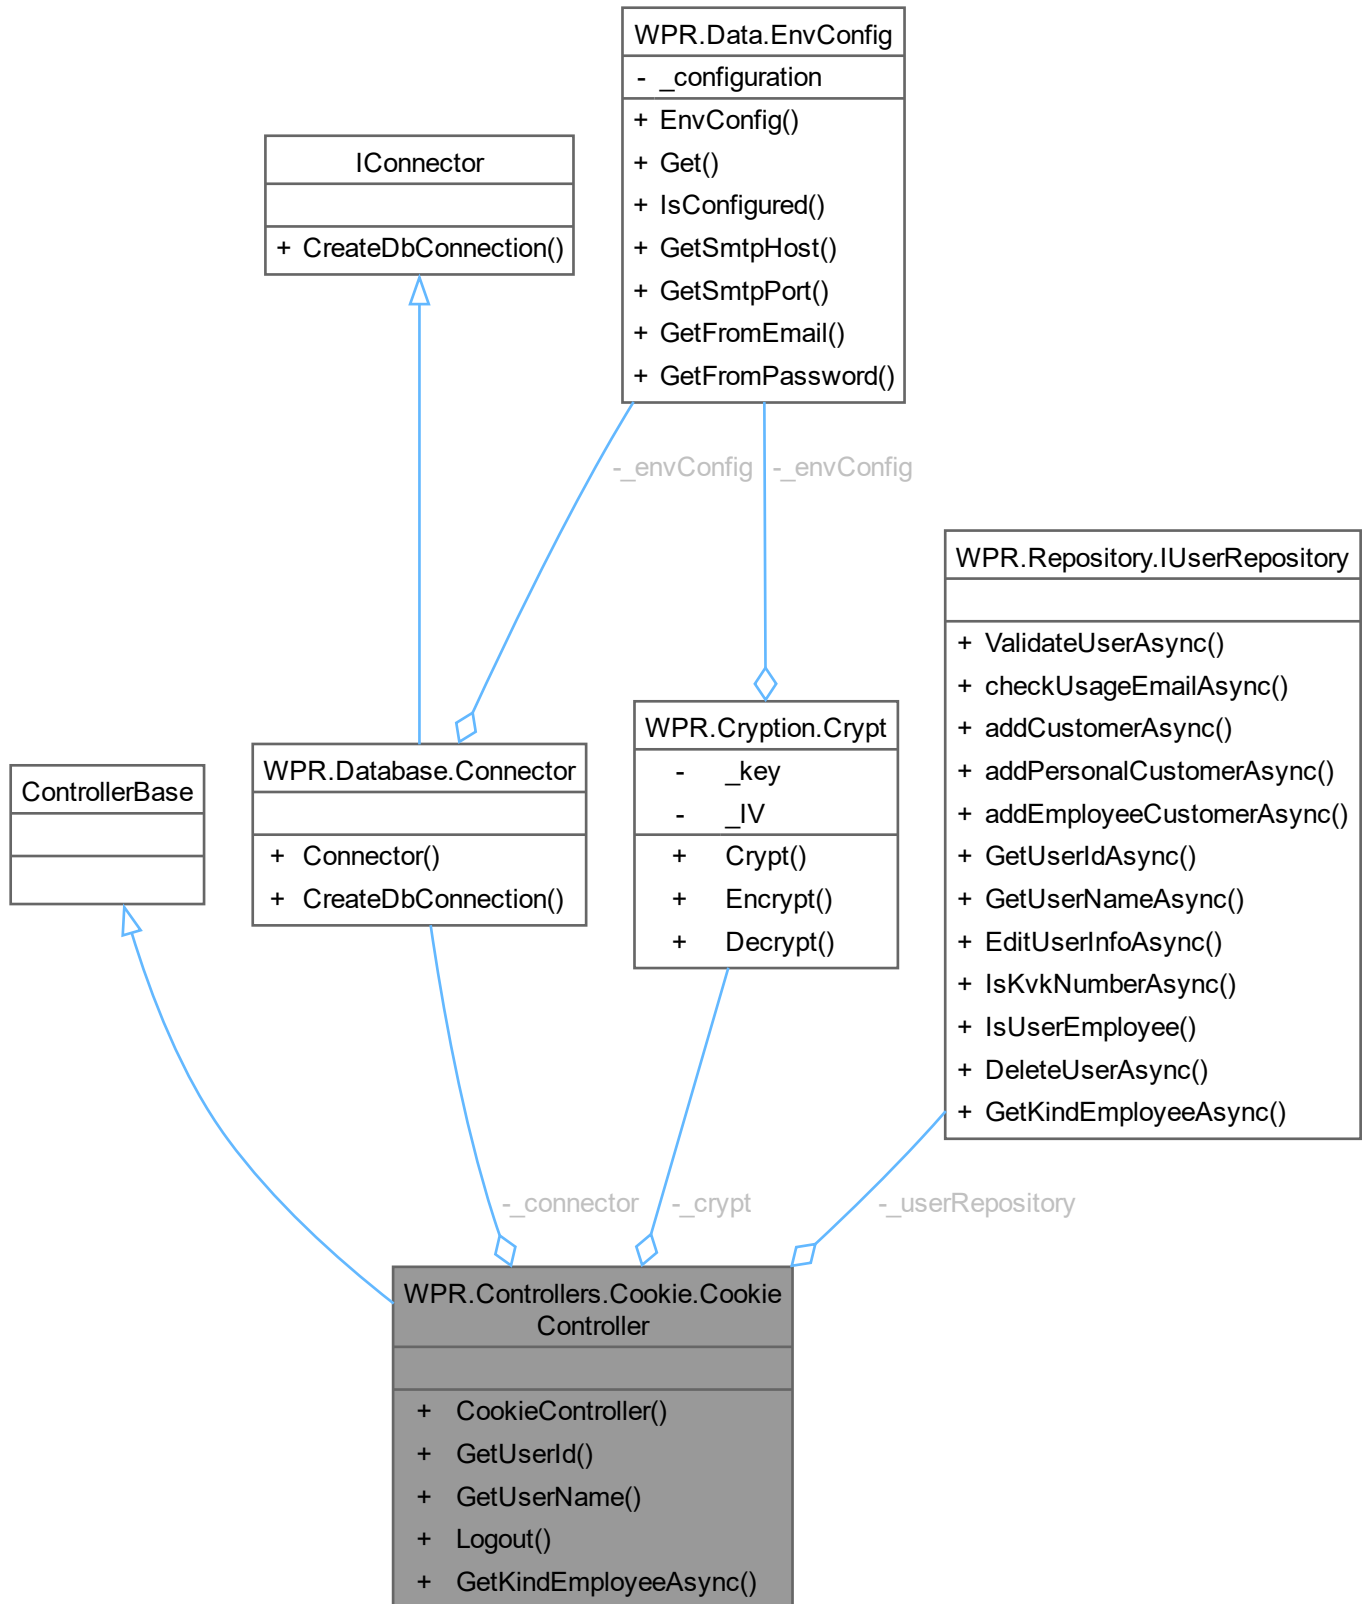 WPR.Data.EnvConfig
- _configuration
+ EnvConfig()
+ Get()
+ IsConfigured()
+ GetSmtpHost()
+ GetSmtpPort()
+ GetFromEmail()
+ GetFromPassword()
IConnector
+ CreateDbConnection()
-_envConfig
-_envConfig
WPR.Repository.IUserRepository
+ ValidateUserAsync()
+ checkUsageEmailAsync()
+ addCustomerAsync()
+ addPersonalCustomerAsync()
+ addEmployeeCustomerAsync()
+ GetUserIdAsync()
+ GetUserNameAsync()
+ EditUserInfoAsync()
+ IsKvkNumberAsync()
+ IsUserEmployee()
+ DeleteUserAsync()
+ GetKindEmployeeAsync()
WPR.Cryption.Crypt
- _key
- _IV
+ Crypt()
+ Encrypt()
+ Decrypt()
WPR.Database.Connector
+ Connector()
+ CreateDbConnection()
ControllerBase
-_connector
-_crypt
-_userRepository
WPR.Controllers.Cookie.Cookie
Controller
+ CookieController()
+ GetUserId()
+ GetUserName()
+ Logout()
+ GetKindEmployeeAsync()